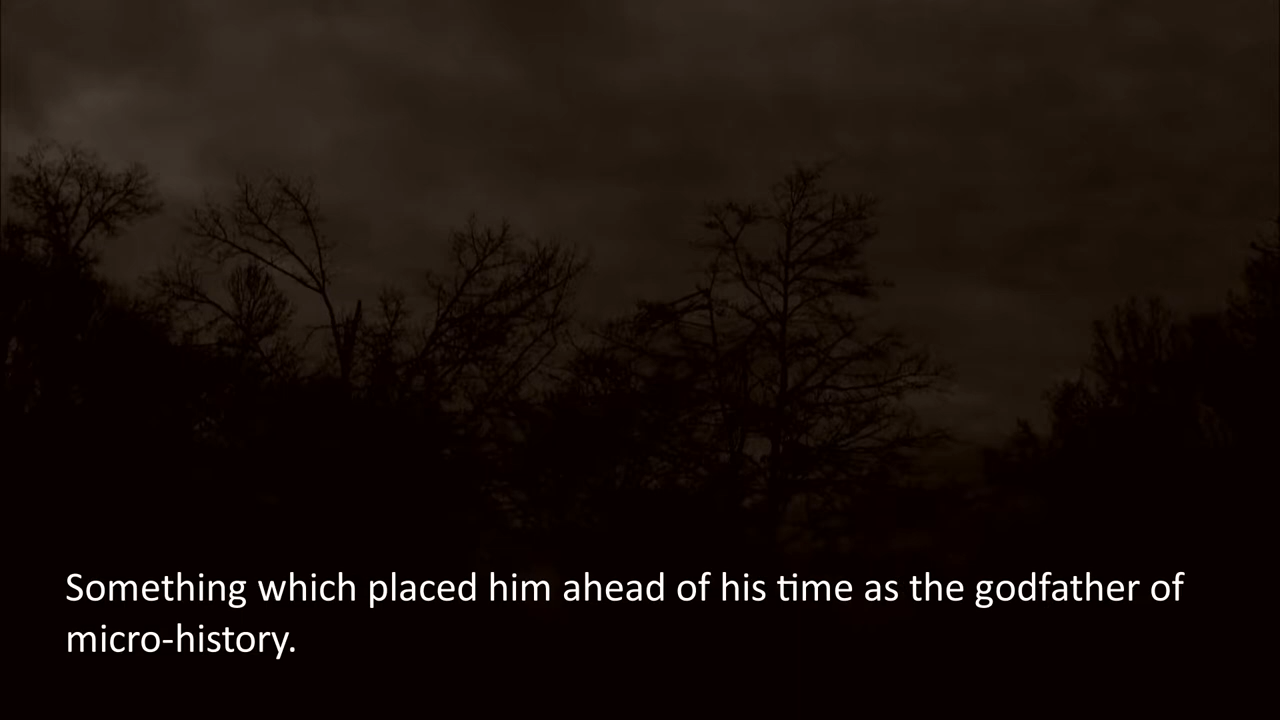 Something which placed him ahead of his time as the godfather of
micro-history.